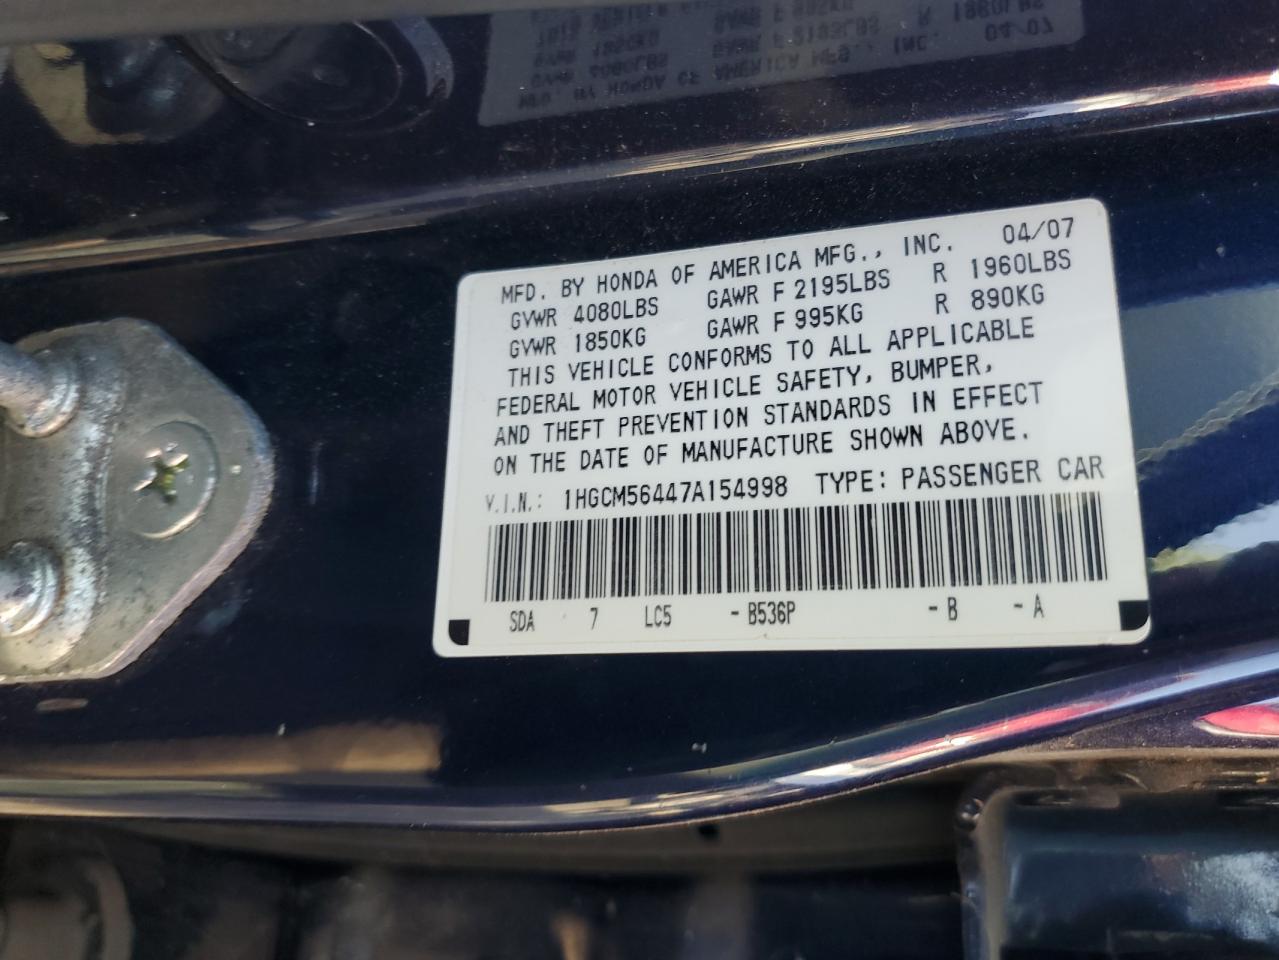 MFD. BY HONDA OF AMERICA MFG., INC. 04/07
GVWR 4080LBS GAWR F 2195LBS R 1960LBS
GVWR 1850KG GAWR F 995KG R 890KG
THIS VEHICLE CONFORMS TO ALL APPLICABLE
FEDERAL MOTOR VEHICLE SAFETY, BUMPER,
AND THEFT PREVENTION STANDARDS IN EFFECT
ON THE DATE OF MANUFACTURE SHOWN ABOVE.
V.I.N.: 1HGCM56447A154998 TYPE: PASSENGER CAR
SDA 7 LC5 -B536P -B -A